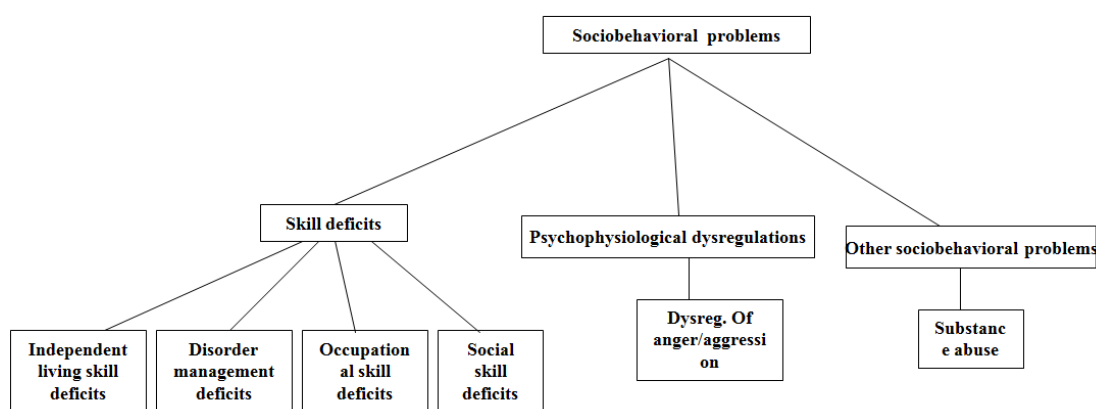 Sociobehavioral problems
Skill deficits
Psychophysiological dysregulations
Other sociobehavioral problems
Independent
living skill
deficits
Disorder
management
deficits
Occupation
al skill
deficits
Social
skill
deficits
Dysreg. Of
anger/aggressi
on
Substanc
e abuse